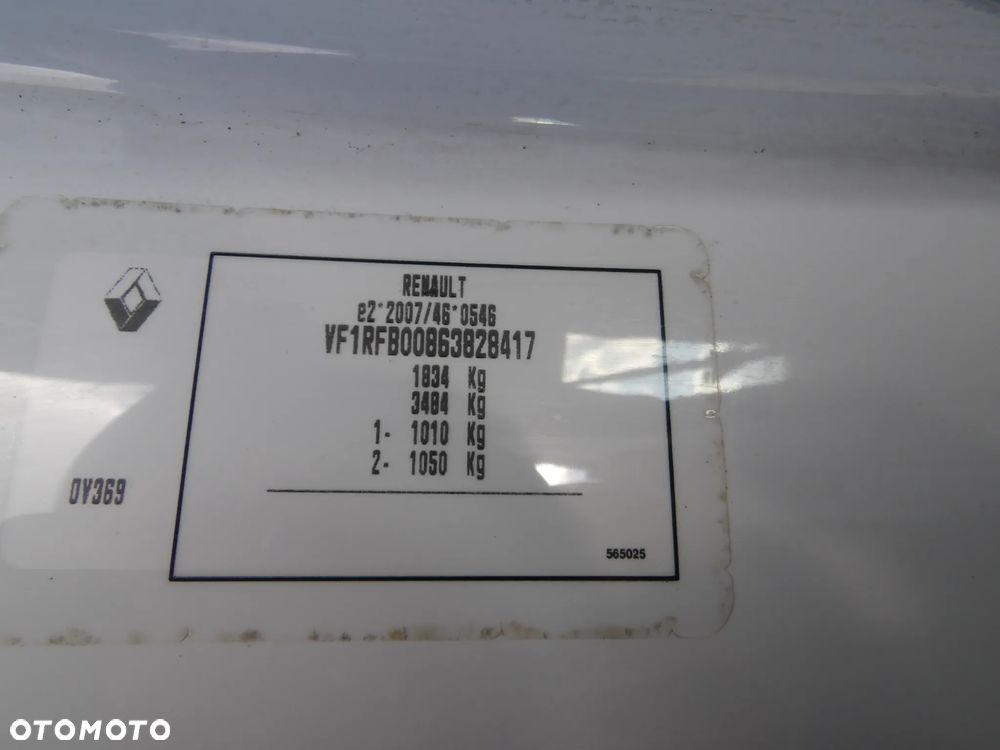 RENAULT
e2*2007/46*0546
VF1RFB00863828417
1834 Kg
3484 Kg
1- 1010 Kg
2- 1050 Kg
0V369
565025
OTOMOTO